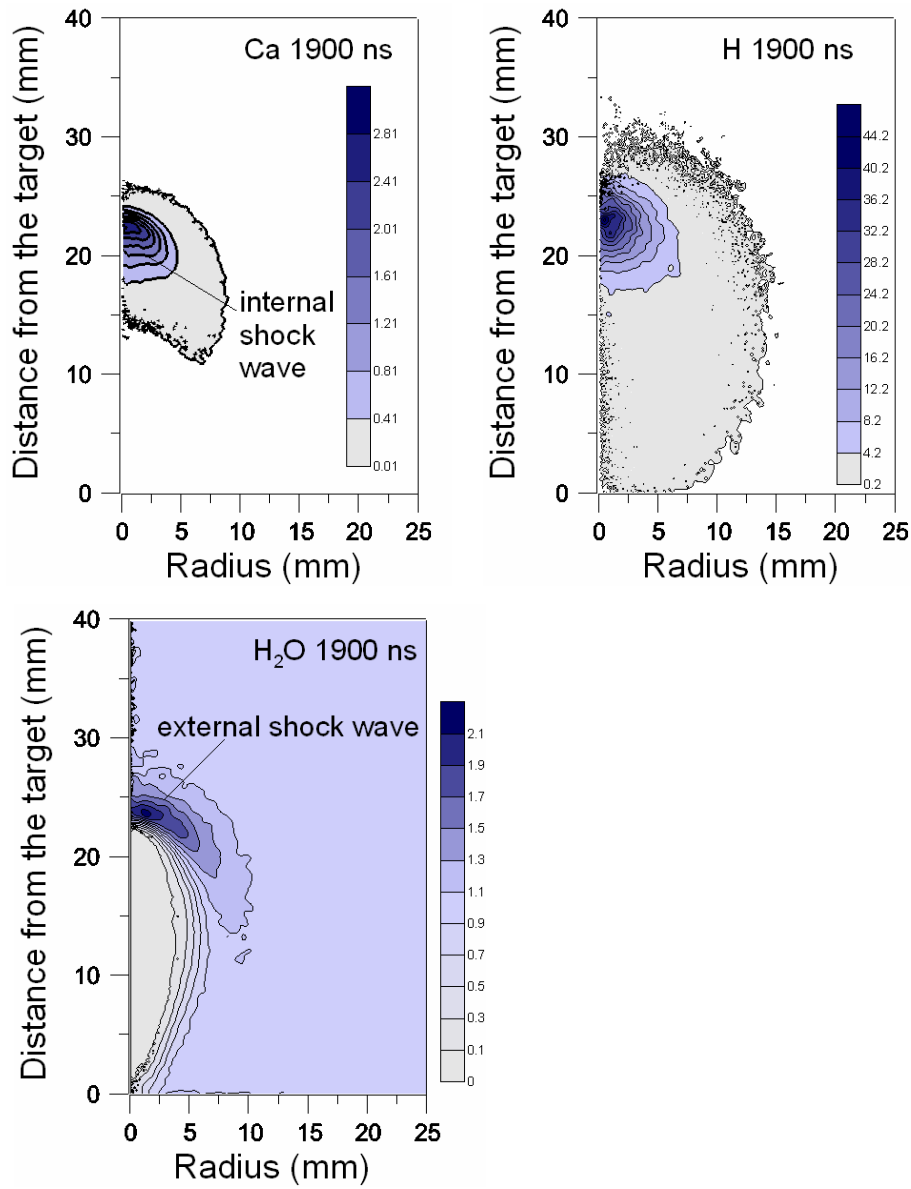 Ca 1900 ns
Distance from the target (mm)
40
30
20
10
0
2.81
2.41
2.01
1.61
1.21
0.81
0.41
0.01
internal
shock
wave
0 5 10 15 20 25
Radius (mm)
H 1900 ns
Distance from the target (mm)
40
30
20
10
0
44.2
40.2
36.2
32.2
28.2
24.2
20.2
16.2
12.2
8.2
4.2
0.2
0 5 10 15 20 25
Radius (mm)
H₂O 1900 ns
Distance from the target (mm)
40
30
20
10
0
external shock wave
2.1
1.9
1.7
1.5
1.3
1.1
0.9
0.7
0.5
0.3
0.1
0
0 5 10 15 20 25
Radius (mm)